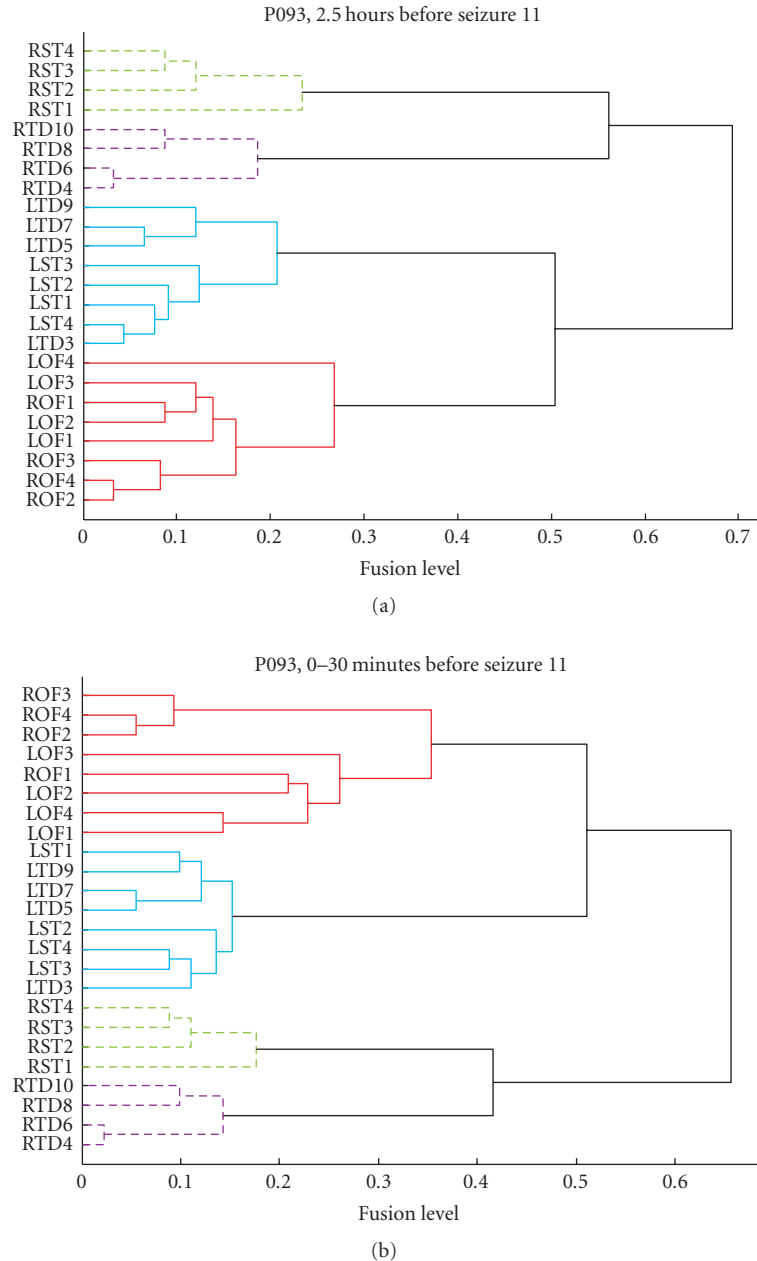 P093, 2.5 hours before seizure 11
RST4
RST3
RST2
RST1
RTD10
RTD8
RTD6
RTD4
LTD9
LTD7
LTD5
LST3
LST2
LST1
LST4
LTD3
LOF4
LOF3
ROF1
LOF2
LOF1
ROF3
ROF4
ROF2
0 0.1 0.2 0.3 0.4 0.5 0.6 0.7
Fusion level
(a)
P093, 0–30 minutes before seizure 11
ROF3
ROF4
ROF2
LOF3
ROF1
LOF2
LOF4
LOF1
LST1
LTD9
LTD7
LTD5
LST2
LST4
LST3
LTD3
RST4
RST3
RST2
RST1
RTD10
RTD8
RTD6
RTD4
0 0.1 0.2 0.3 0.4 0.5 0.6
Fusion level
(b)